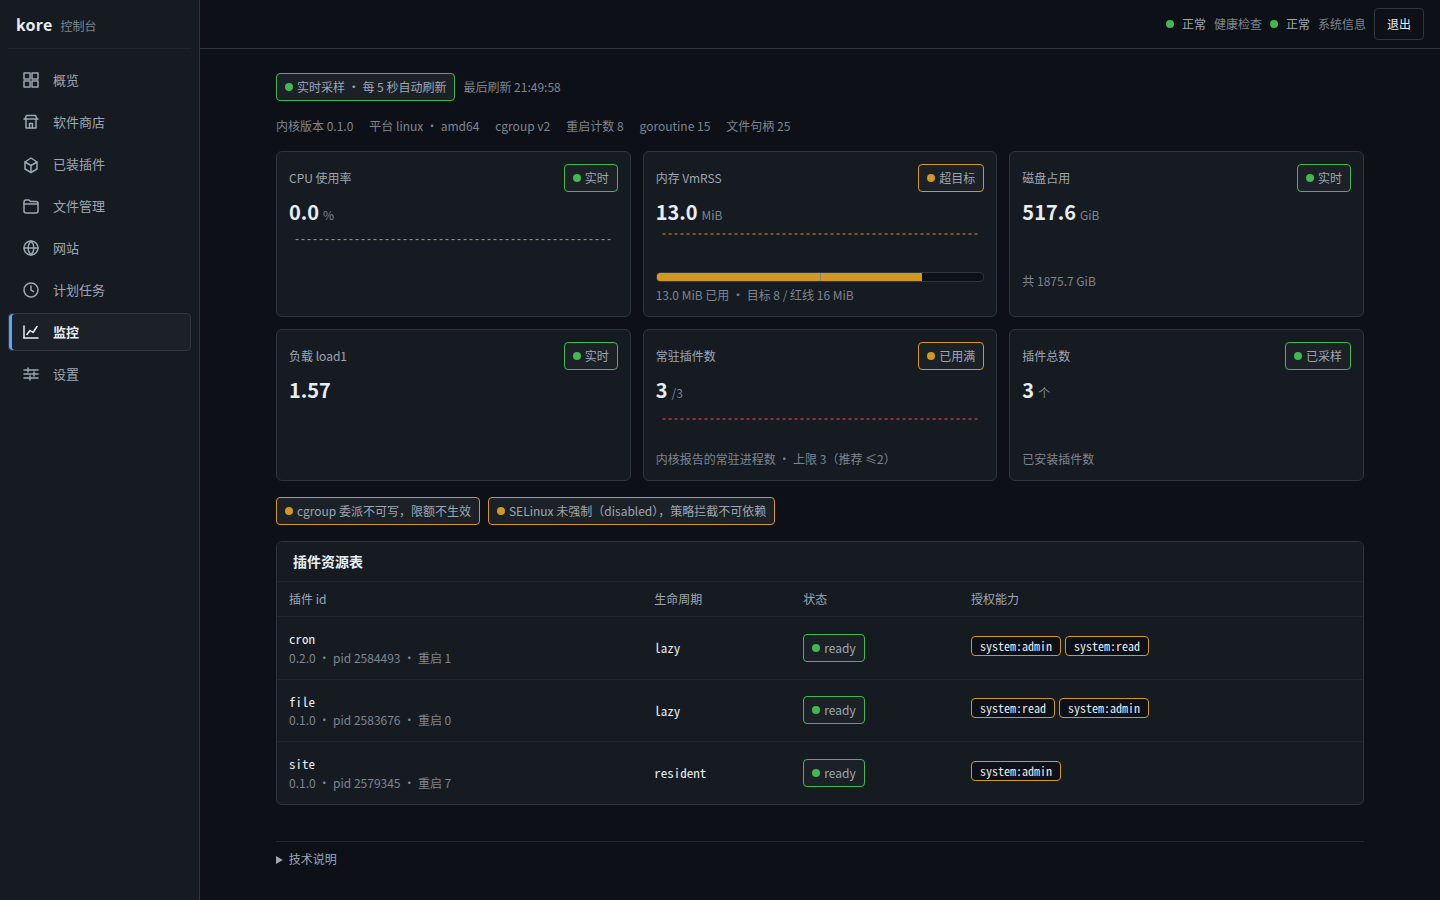 kore 控制台
正常 健康检查 正常 系统信息 退出
概览
软件商店
已装插件
文件管理
网站
计划任务
监控
设置
实时采样 · 每 5 秒自动刷新 最后刷新 21:49:58
内核版本 0.1.0 平台 linux · amd64 cgroup v2 重启计数 8 goroutine 15 文件句柄 25
CPU 使用率 实时
0.0 %
内存 VmRSS 超目标
13.0 MiB
13.0 MiB 已用 · 目标 8 / 红线 16 MiB
磁盘占用 实时
517.6 GiB
共 1875.7 GiB
负载 load1 实时
1.57
常驻插件数 已用满
3 /3
内核报告的常驻进程数 · 上限 3（推荐 ≤2）
插件总数 已采样
3 个
已安装插件数
cgroup 委派不可写，限额不生效 SELinux 未强制（disabled），策略拦截不可依赖
插件资源表
插件 id 生命周期 状态 授权能力
cron
0.2.0 · pid 2584493 · 重启 1
lazy ready system:admin system:read
file
0.1.0 · pid 2583676 · 重启 0
lazy ready system:read system:admin
site
0.1.0 · pid 2579345 · 重启 7
resident ready system:admin
▶ 技术说明